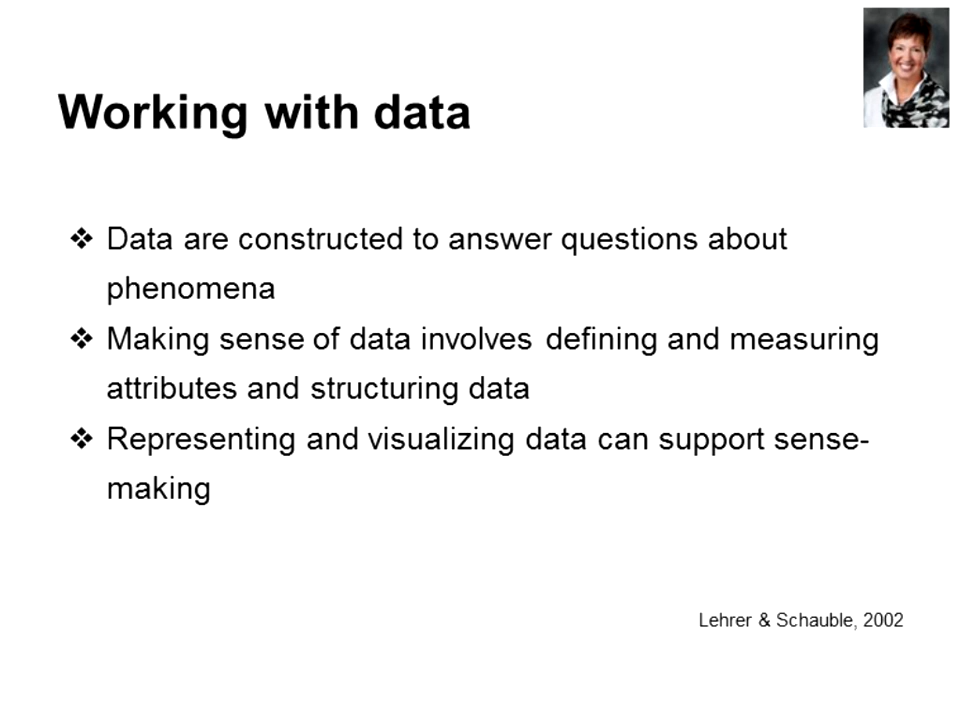 Working with data
❖ Data are constructed to answer questions about
phenomena
❖ Making sense of data involves defining and measuring
attributes and structuring data
❖ Representing and visualizing data can support sense-
making
Lehrer & Schauble, 2002